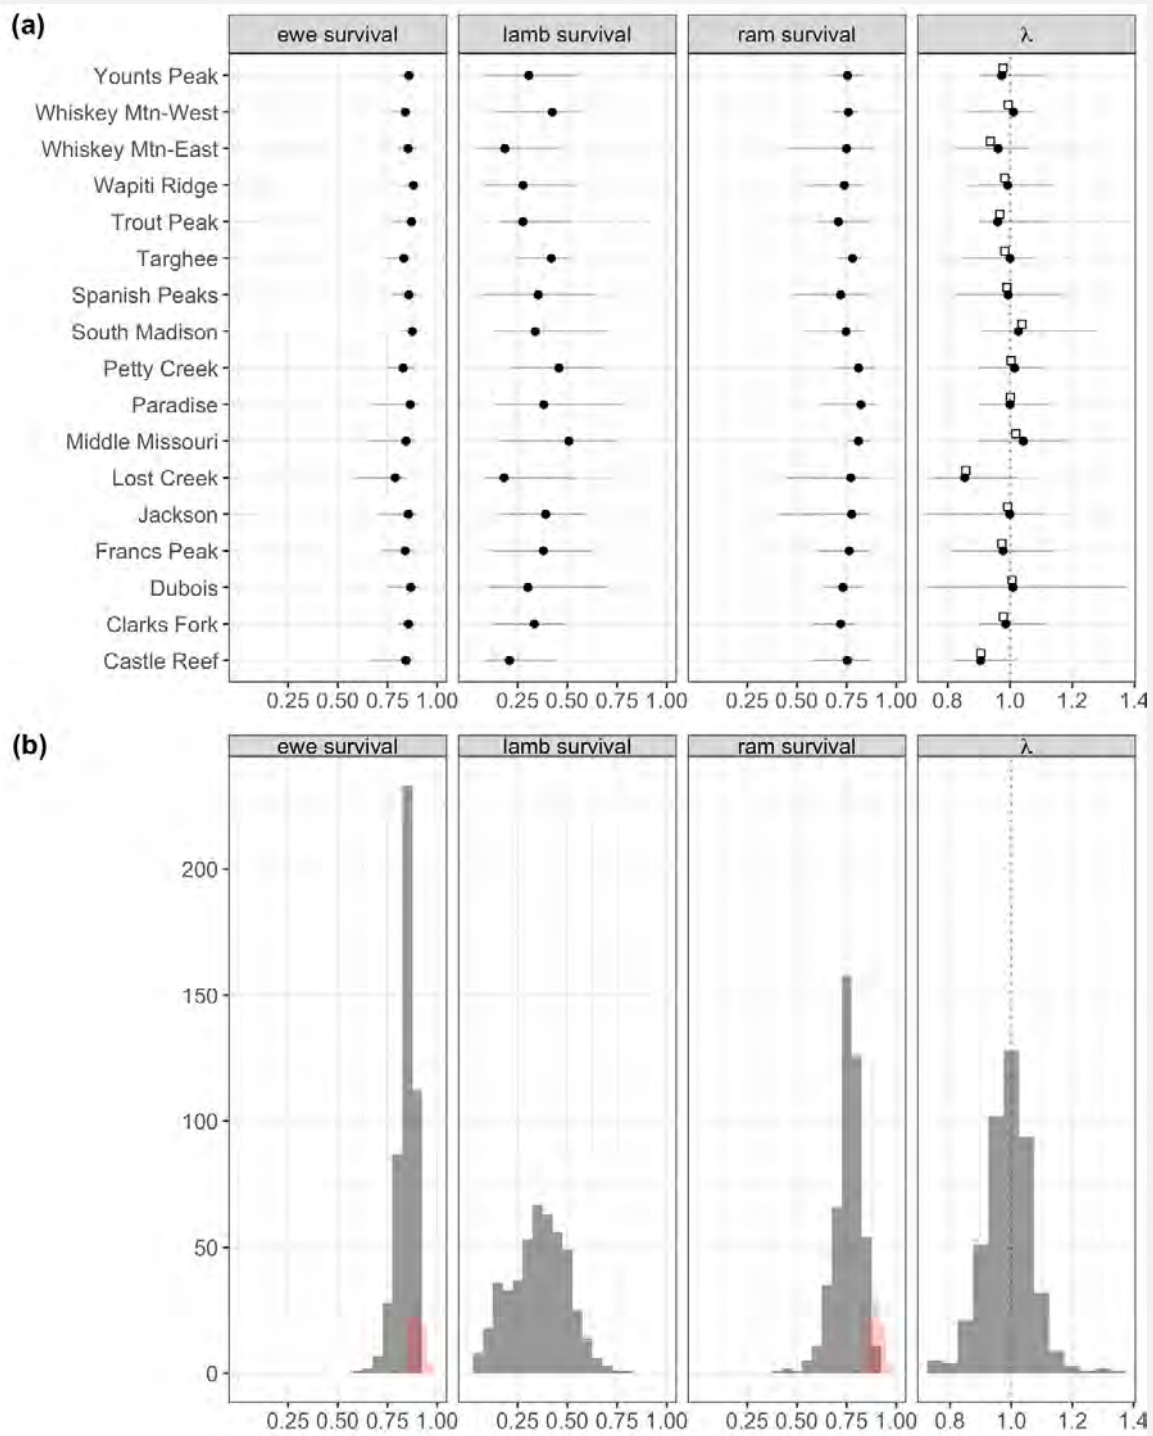 (a)
ewe survival lamb survival ram survival λ
Younts Peak
Whiskey Mtn-West
Whiskey Mtn-East
Wapiti Ridge
Trout Peak
Targhee
Spanish Peaks
South Madison
Petty Creek
Paradise
Middle Missouri
Lost Creek
Jackson
Francs Peak
Dubois
Clarks Fork
Castle Reef
0.25 0.50 0.75 1.00 0.25 0.50 0.75 1.00 0.25 0.50 0.75 1.00 0.8 1.0 1.2 1.4
(b)
ewe survival lamb survival ram survival λ
200
150
100
50
0
0.25 0.50 0.75 1.00 0.25 0.50 0.75 1.00 0.25 0.50 0.75 1.00 0.8 1.0 1.2 1.4